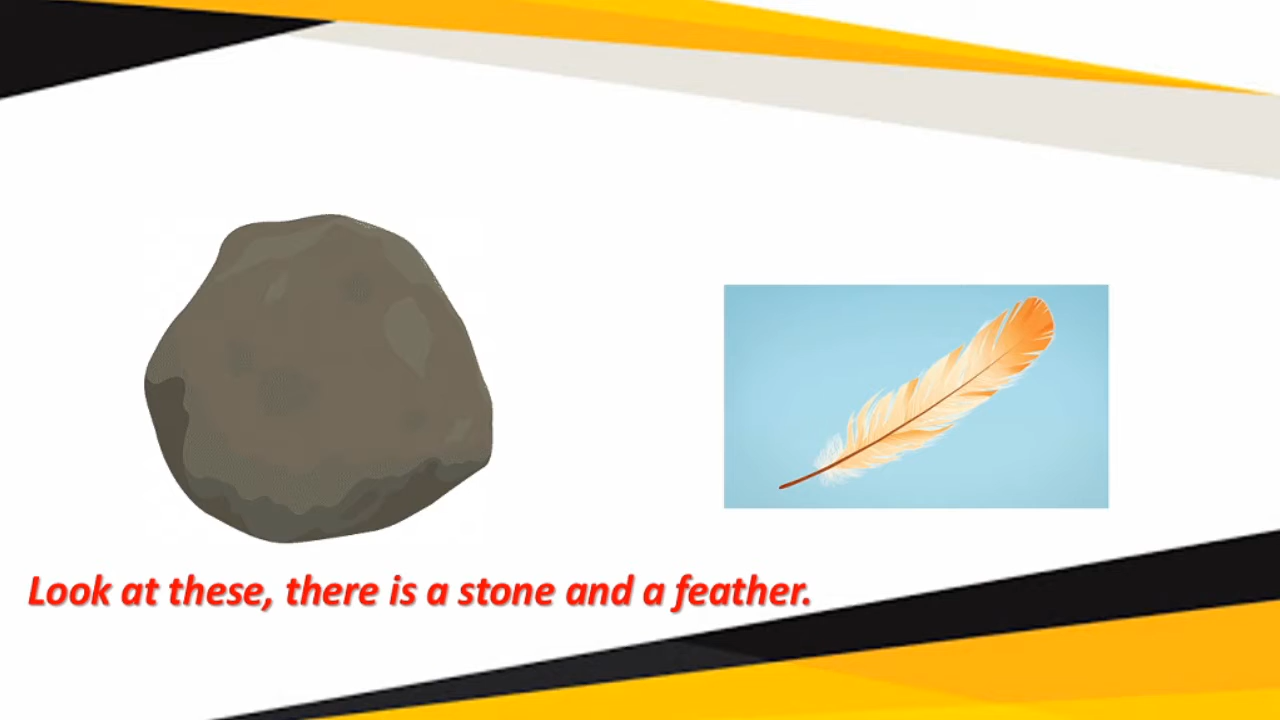 Look at these, there is a stone and a feather.